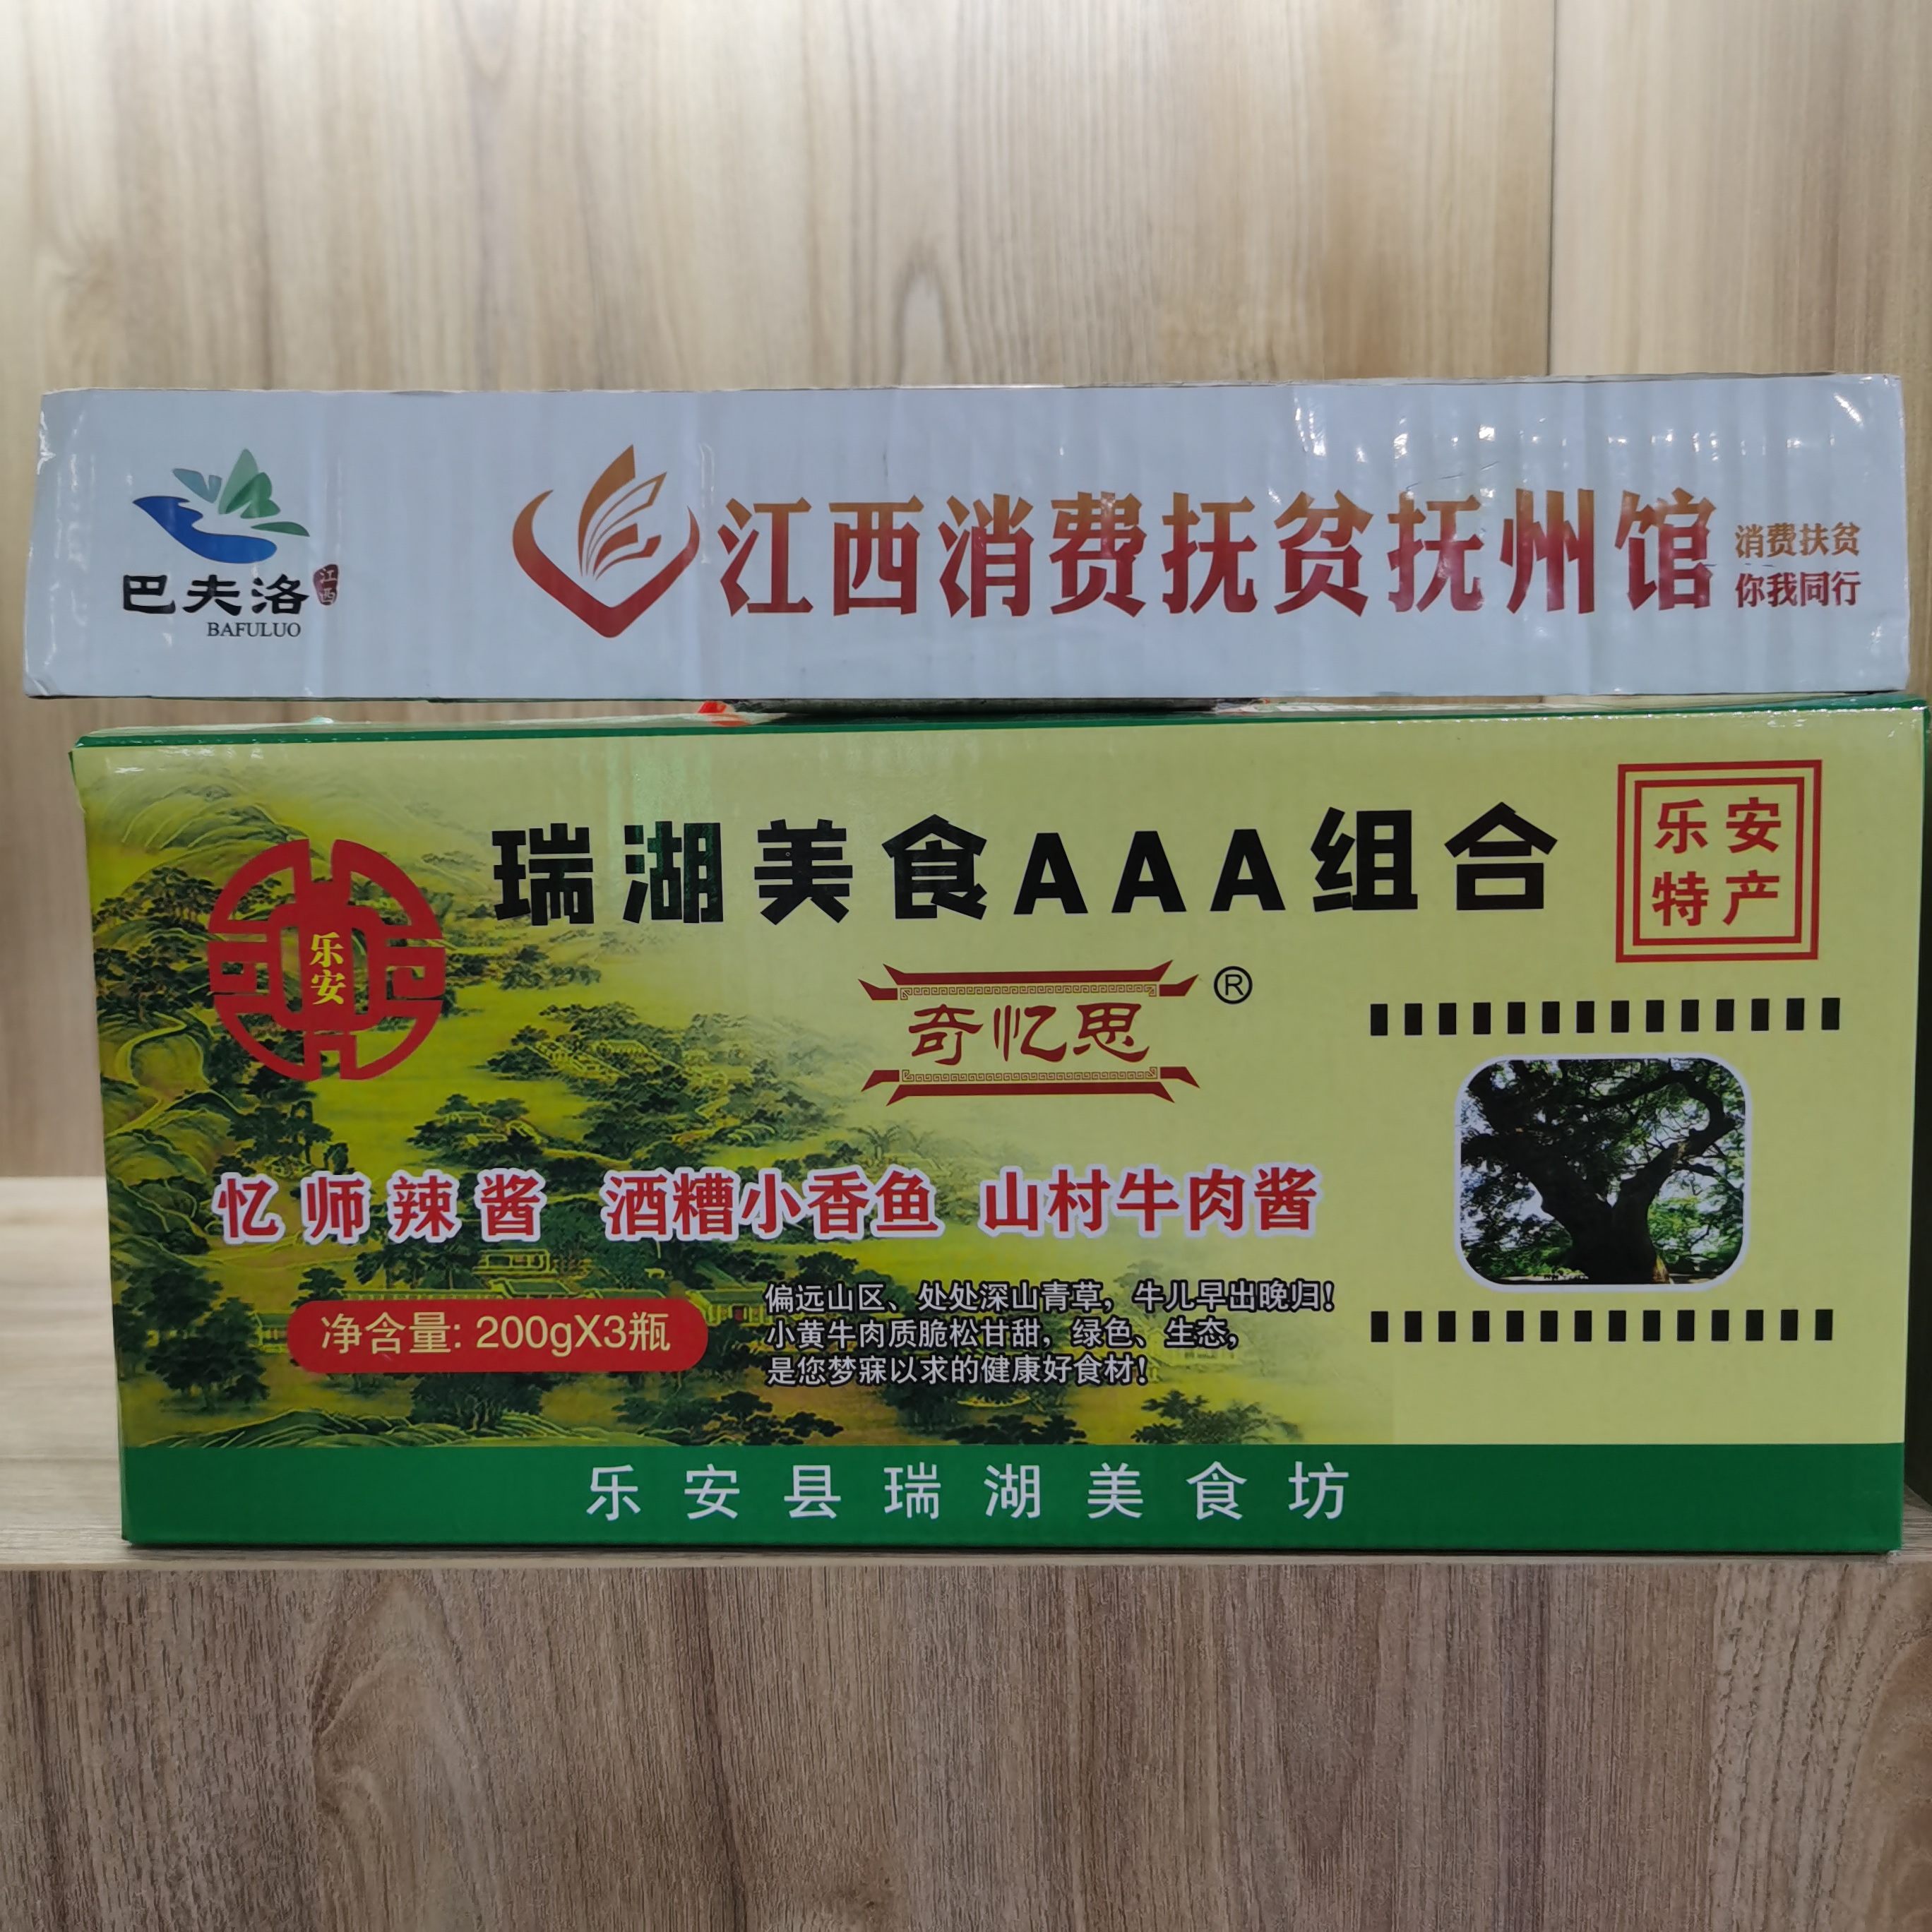 巴夫洛
江西
BAFULUO
江西消费抚贫抚州馆
消费扶贫
你我同行
瑞湖美食AAA组合
乐安
特产
乐安
奇忆思®
忆师辣酱 酒糟小香鱼 山村牛肉酱
净含量: 200gX3瓶
偏远山区、处处深山青草，牛儿早出晚归！
小黄牛肉质脆松甘甜，绿色、生态，
是您梦寐以求的健康好食材！
乐安县瑞湖美食坊